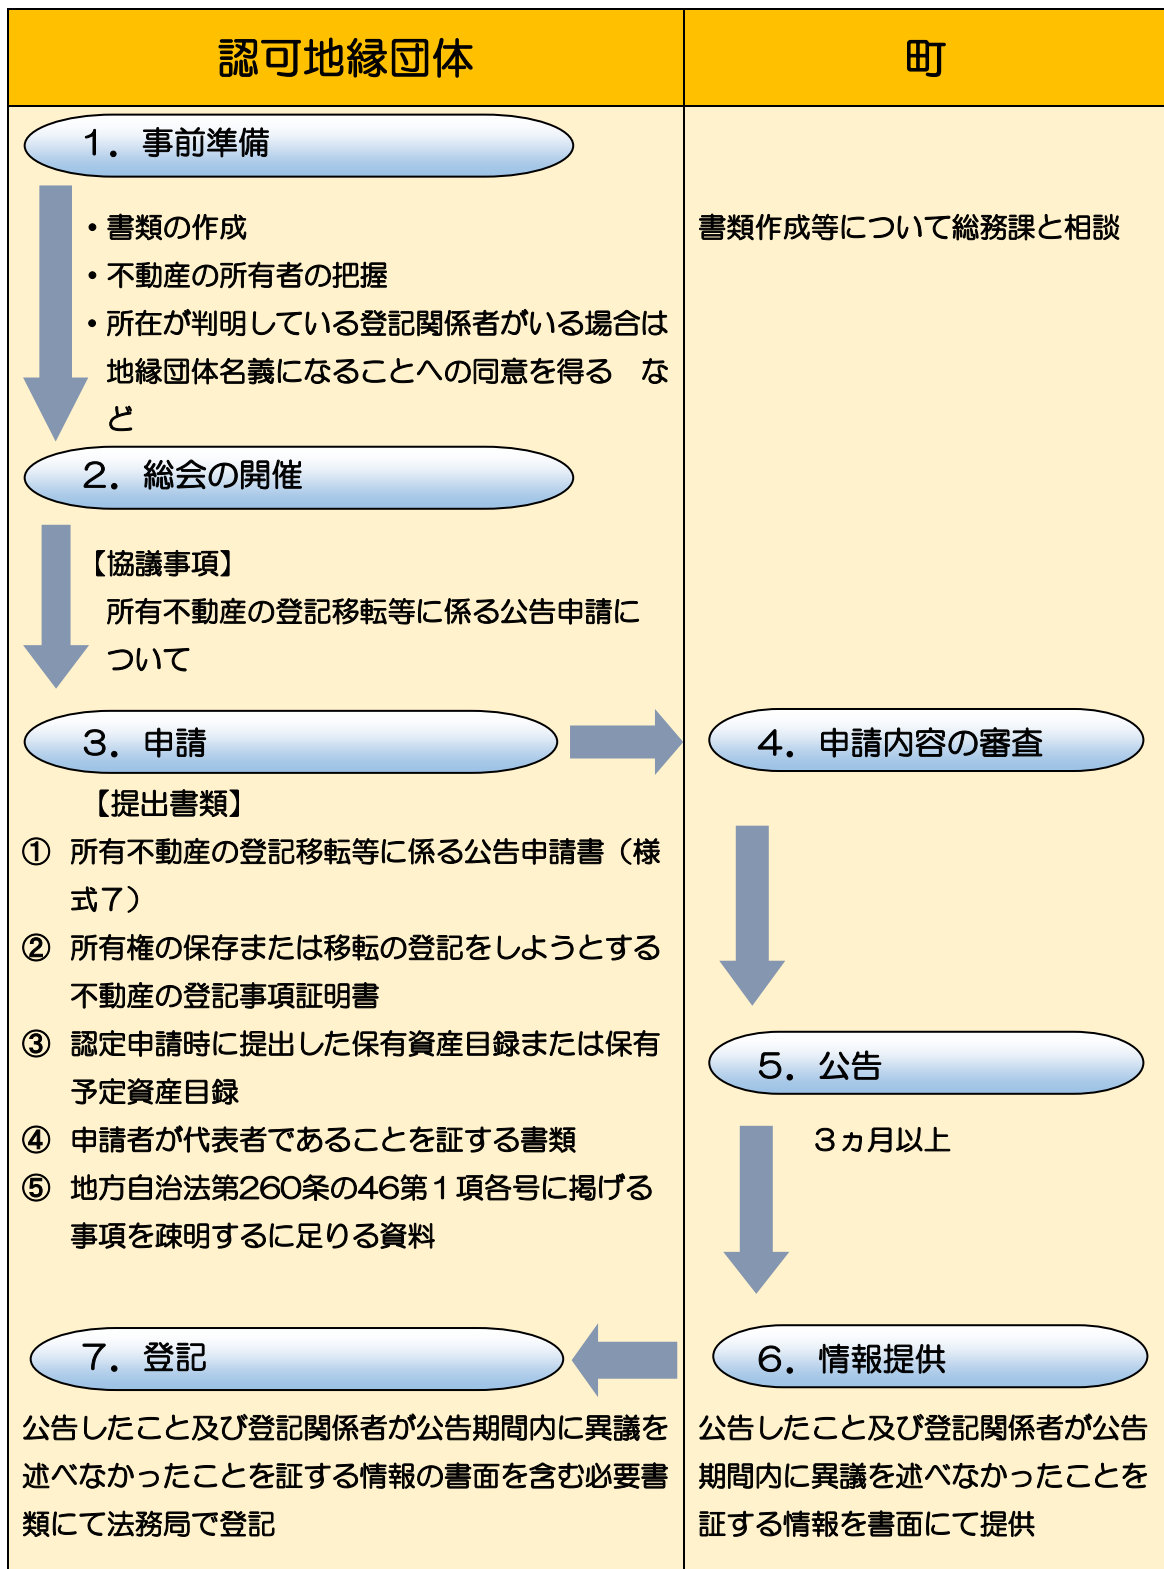 認可地縁団体
町
１．事前準備
・書類の作成
・不動産の所有者の把握
・所在が判明している登記関係者がいる場合は
地縁団体名義になることへの同意を得る　な
ど
書類作成等について総務課と相談
２．総会の開催
【協議事項】
所有不動産の登記移転等に係る公告申請に
ついて
３．申請
４．申請内容の審査
【提出書類】
① 所有不動産の登記移転等に係る公告申請書（様
式７）
② 所有権の保存または移転の登記をしようとする
不動産の登記事項証明書
③ 認定申請時に提出した保有資産目録または保有
予定資産目録
④ 申請者が代表者であることを証する書類
⑤ 地方自治法第260条の46第１項各号に掲げる
事項を疎明するに足りる資料
５．公告
３ヵ月以上
６．情報提供
公告したこと及び登記関係者が公告
期間内に異議を述べなかったことを
証する情報を書面にて提供
７．登記
公告したこと及び登記関係者が公告期間内に異議を
述べなかったことを証する情報の書面を含む必要書
類にて法務局で登記